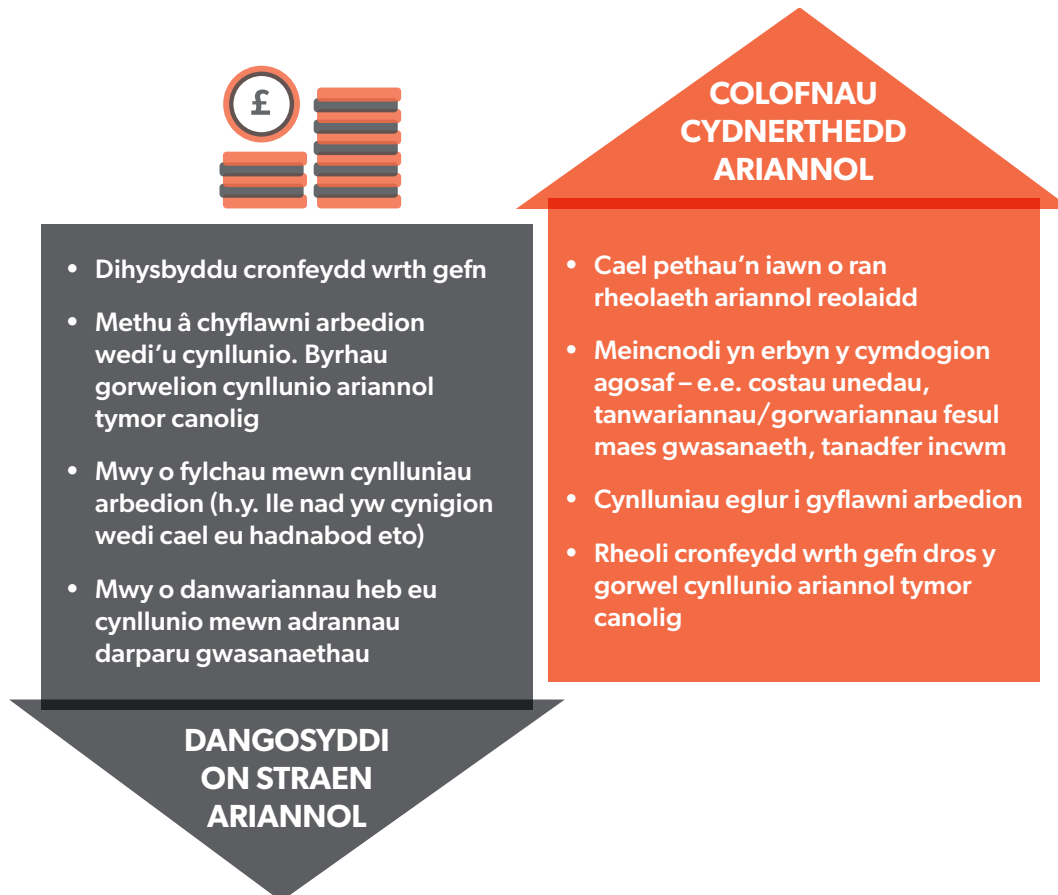 £
COLOFNAU
CYDNERTHEDD
ARIANNOL
• Dihysbyddu cronfeydd wrth gefn
• Methu â chyflawni arbedion
wedi’u cynllunio. Byrhau
gorwelion cynllunio ariannol
tymor canolig
• Mwy o fylchau mewn cynlluniau
arbedion (h.y. lle nad yw cynigion
wedi cael eu hadnabod eto)
• Mwy o danwariannau heb eu
cynllunio mewn adrannau
darparu gwasanaethau
DANGOSYDDI
ON STRAEN
ARIANNOL
• Cael pethau’n iawn o ran
rheolaeth ariannol reolaidd
• Meincnodi yn erbyn y cymdogion
agosaf – e.e. costau unedau,
tanwariannau/gorwariannau fesul
maes gwasanaeth, tanadfer incwm
• Cynlluniau eglur i gyflawni arbedion
• Rheoli cronfeydd wrth gefn dros y
gorwel cynllunio ariannol tymor
canolig